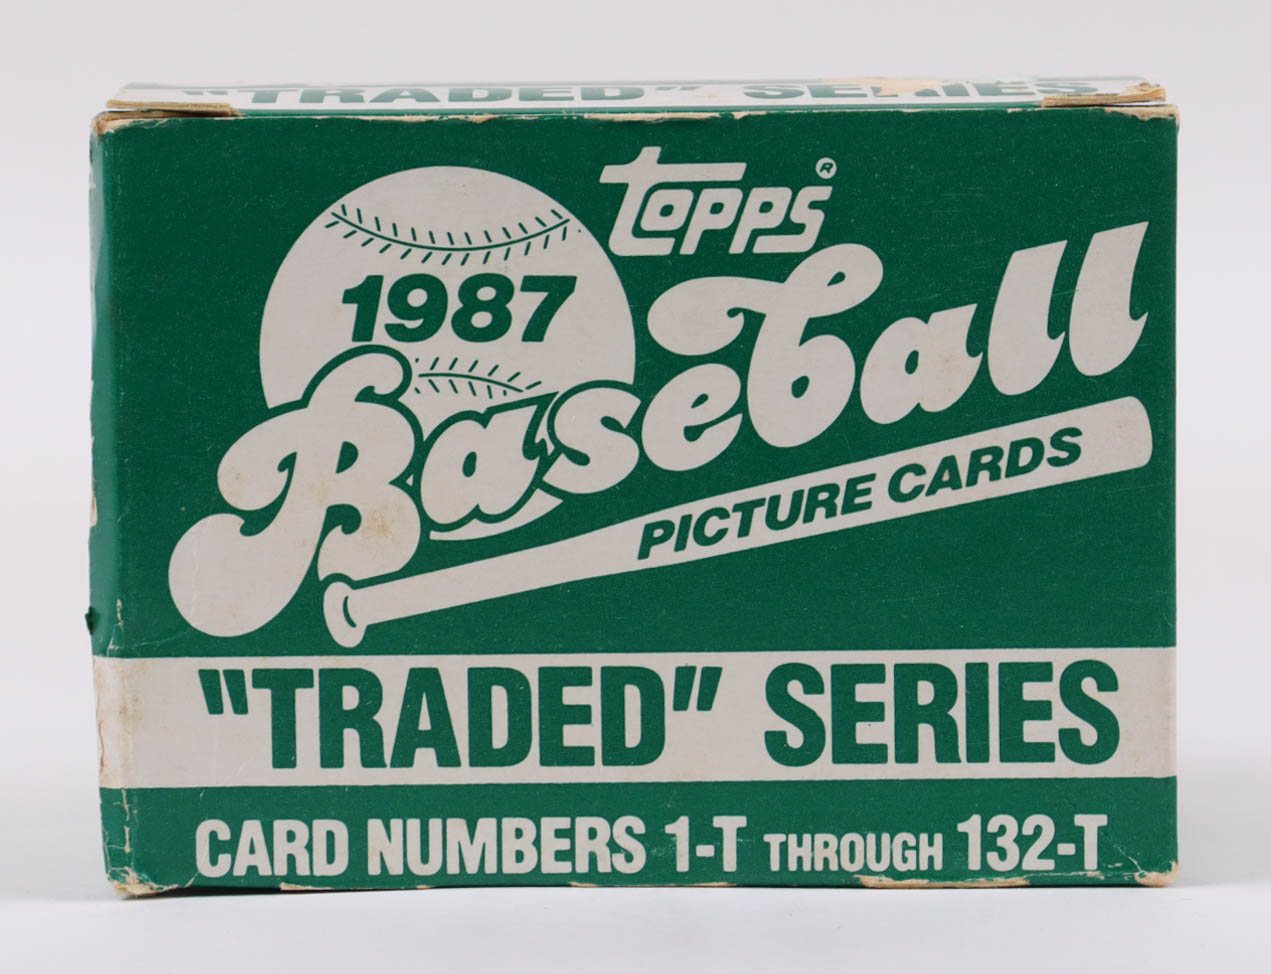 "TRADED" SERIES
Topps®
1987
Baseball
PICTURE CARDS
"TRADED" SERIES
CARD NUMBERS 1-T THROUGH 132-T